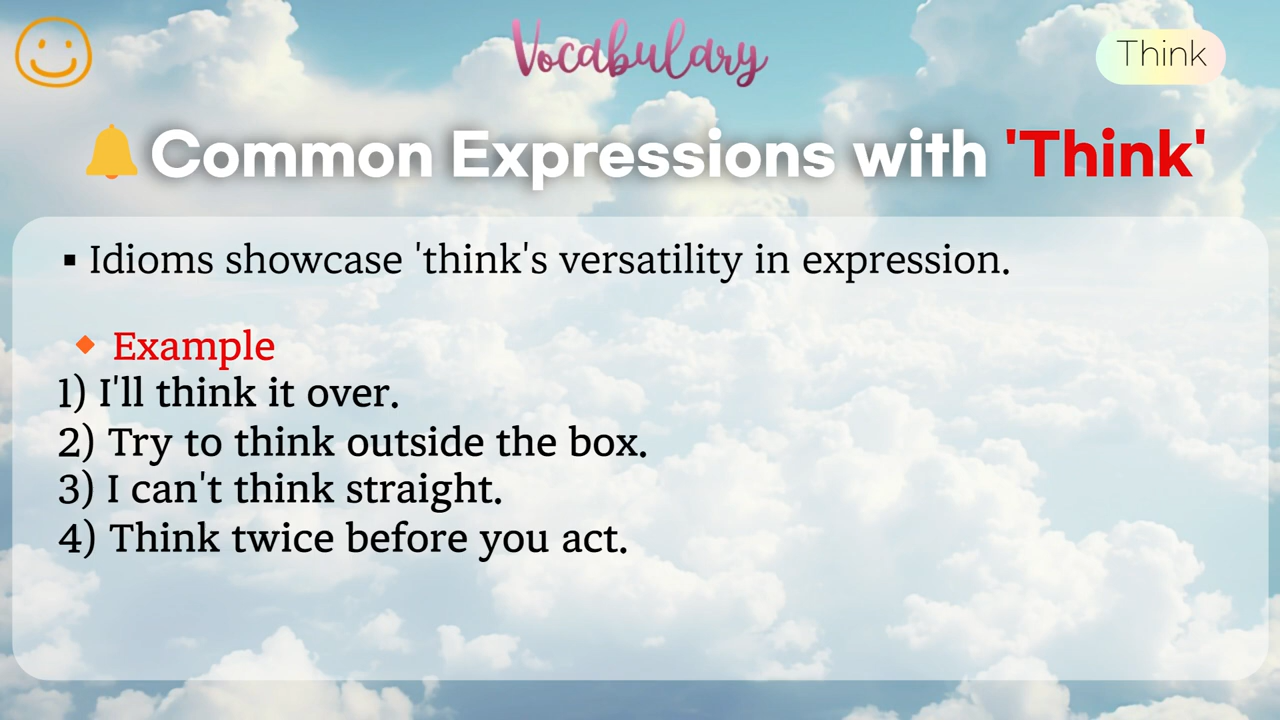 Vocabulary
Think
Common Expressions with 'Think'
▪ Idioms showcase 'think's versatility in expression.
🔸 Example
1) I'll think it over.
2) Try to think outside the box.
3) I can't think straight.
4) Think twice before you act.